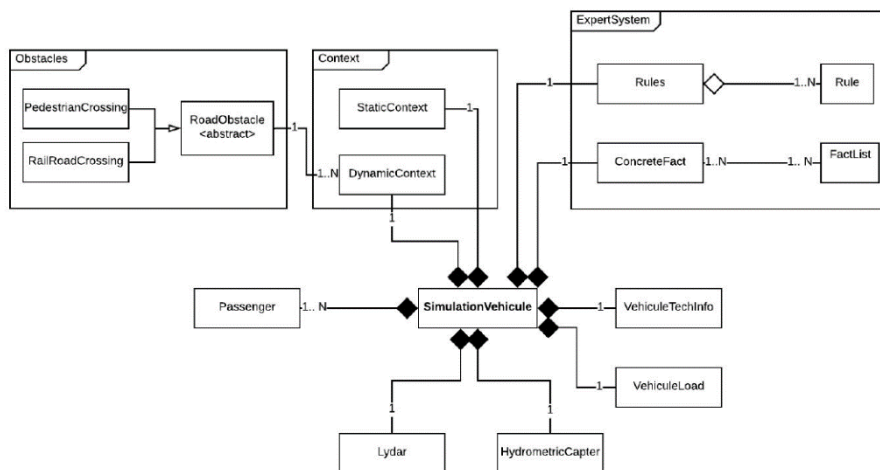 ExpertSystem
Obstacles
Context
1
Rules
1..N
Rule
PedestrianCrossing
StaticContext
1
RoadObstacle
<abstract>
1
RailRoadCrossing
1..N
DynamicContext
1
ConcreteFact
1..N
1.. N
FactList
1
Passenger
1.. N
SimulationVehicule
1
VehiculeTechInfo
1
VehiculeLoad
1
1
Lydar
HydrometricCapter